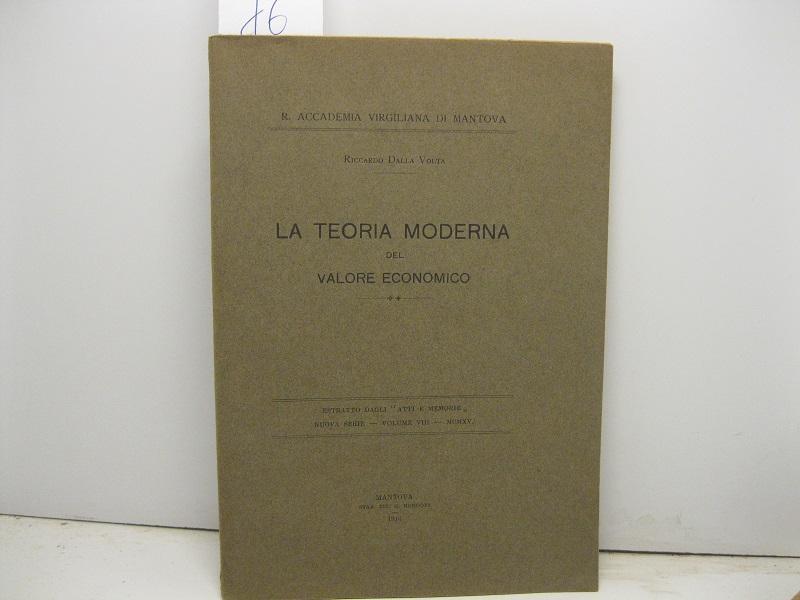 76
R. ACCADEMIA VIRGILIANA DI MANTOVA
RICCARDO DALLA VOLTA
LA TEORIA MODERNA
DEL
VALORE ECONOMICO
ESTRATTO DAGLI "ATTI E MEMORIE„
NUOVA SERIE — VOLUME VIII — MCMXV.
MANTOVA